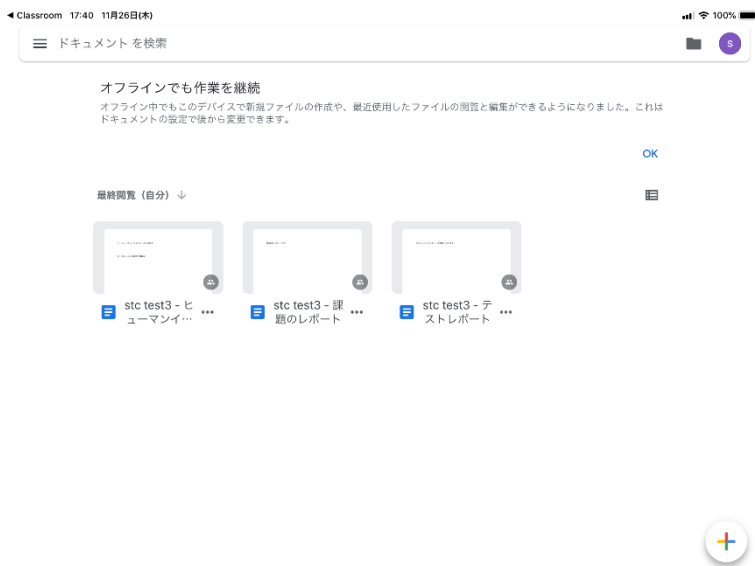 ◀ Classroom 17:40 11月26日(木) 100%
ドキュメント を検索
S
オフラインでも作業を継続
オフライン中でもこのデバイスで新規ファイルの作成や、最近使用したファイルの閲覧と編集ができるようになりました。これは
ドキュメントの設定で後から変更できます。
OK
最終閲覧（自分）
stc test3 - ヒ
ューマンイ…
stc test3 - 課
題のレポート
stc test3 - テ
ストレポート